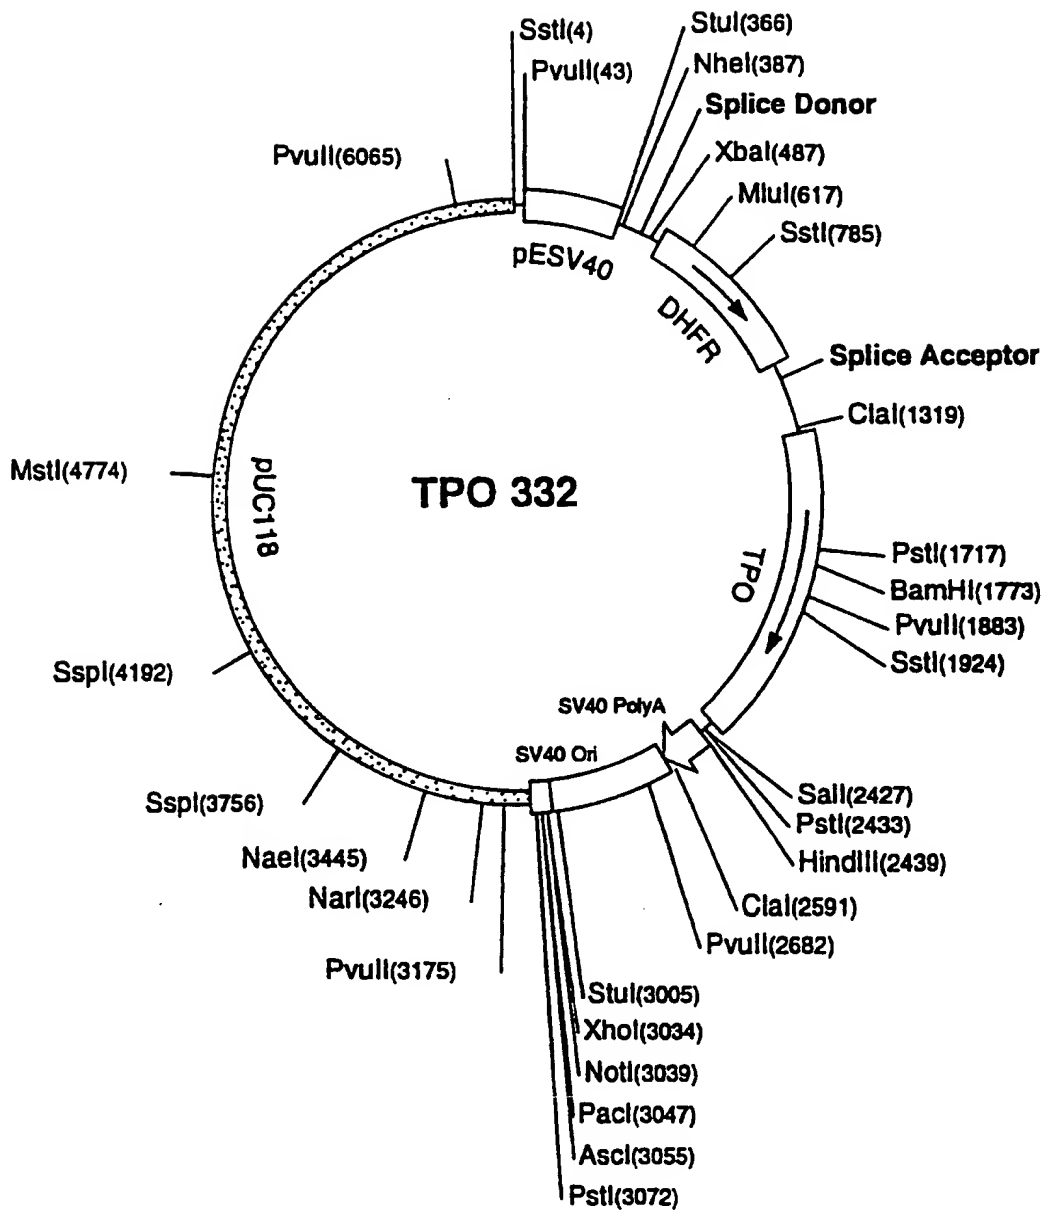 SstI(4)
PvuII(43)
StuI(366)
NheI(387)
Splice Donor
XbaI(487)
MluI(617)
SstI(785)
PvuII(6065)
pESV40
DHFR
Splice Acceptor
ClaI(1319)
MstI(4774)
pUC118
TPO 332
TPO
PstI(1717)
BamHI(1773)
PvuII(1883)
SstI(1924)
SspI(4192)
SV40 PolyA
SV40 Ori
SspI(3756)
NaeI(3445)
NarI(3246)
PvuII(3175)
SalI(2427)
PstI(2433)
HindIII(2439)
ClaI(2591)
PvuII(2682)
StuI(3005)
XhoI(3034)
NotI(3039)
PacI(3047)
AscI(3055)
PstI(3072)